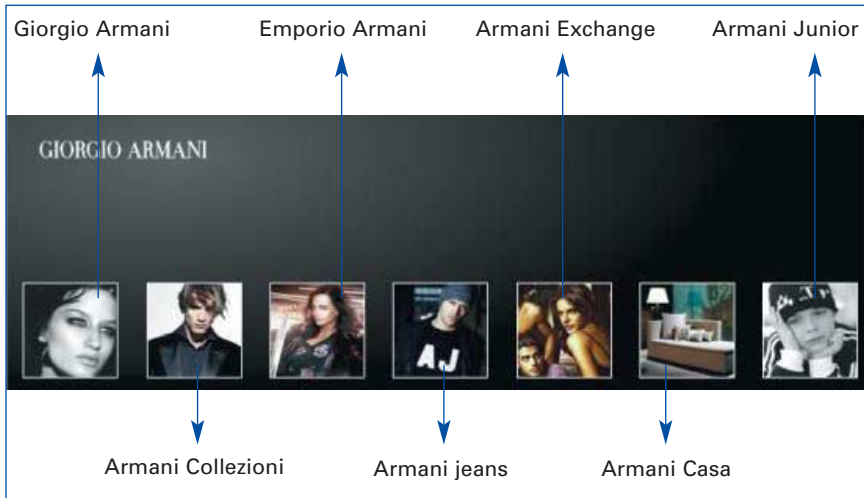 Giorgio Armani Emporio Armani Armani Exchange Armani Junior
GIORGIO ARMANI
AJ
Armani Collezioni Armani jeans Armani Casa